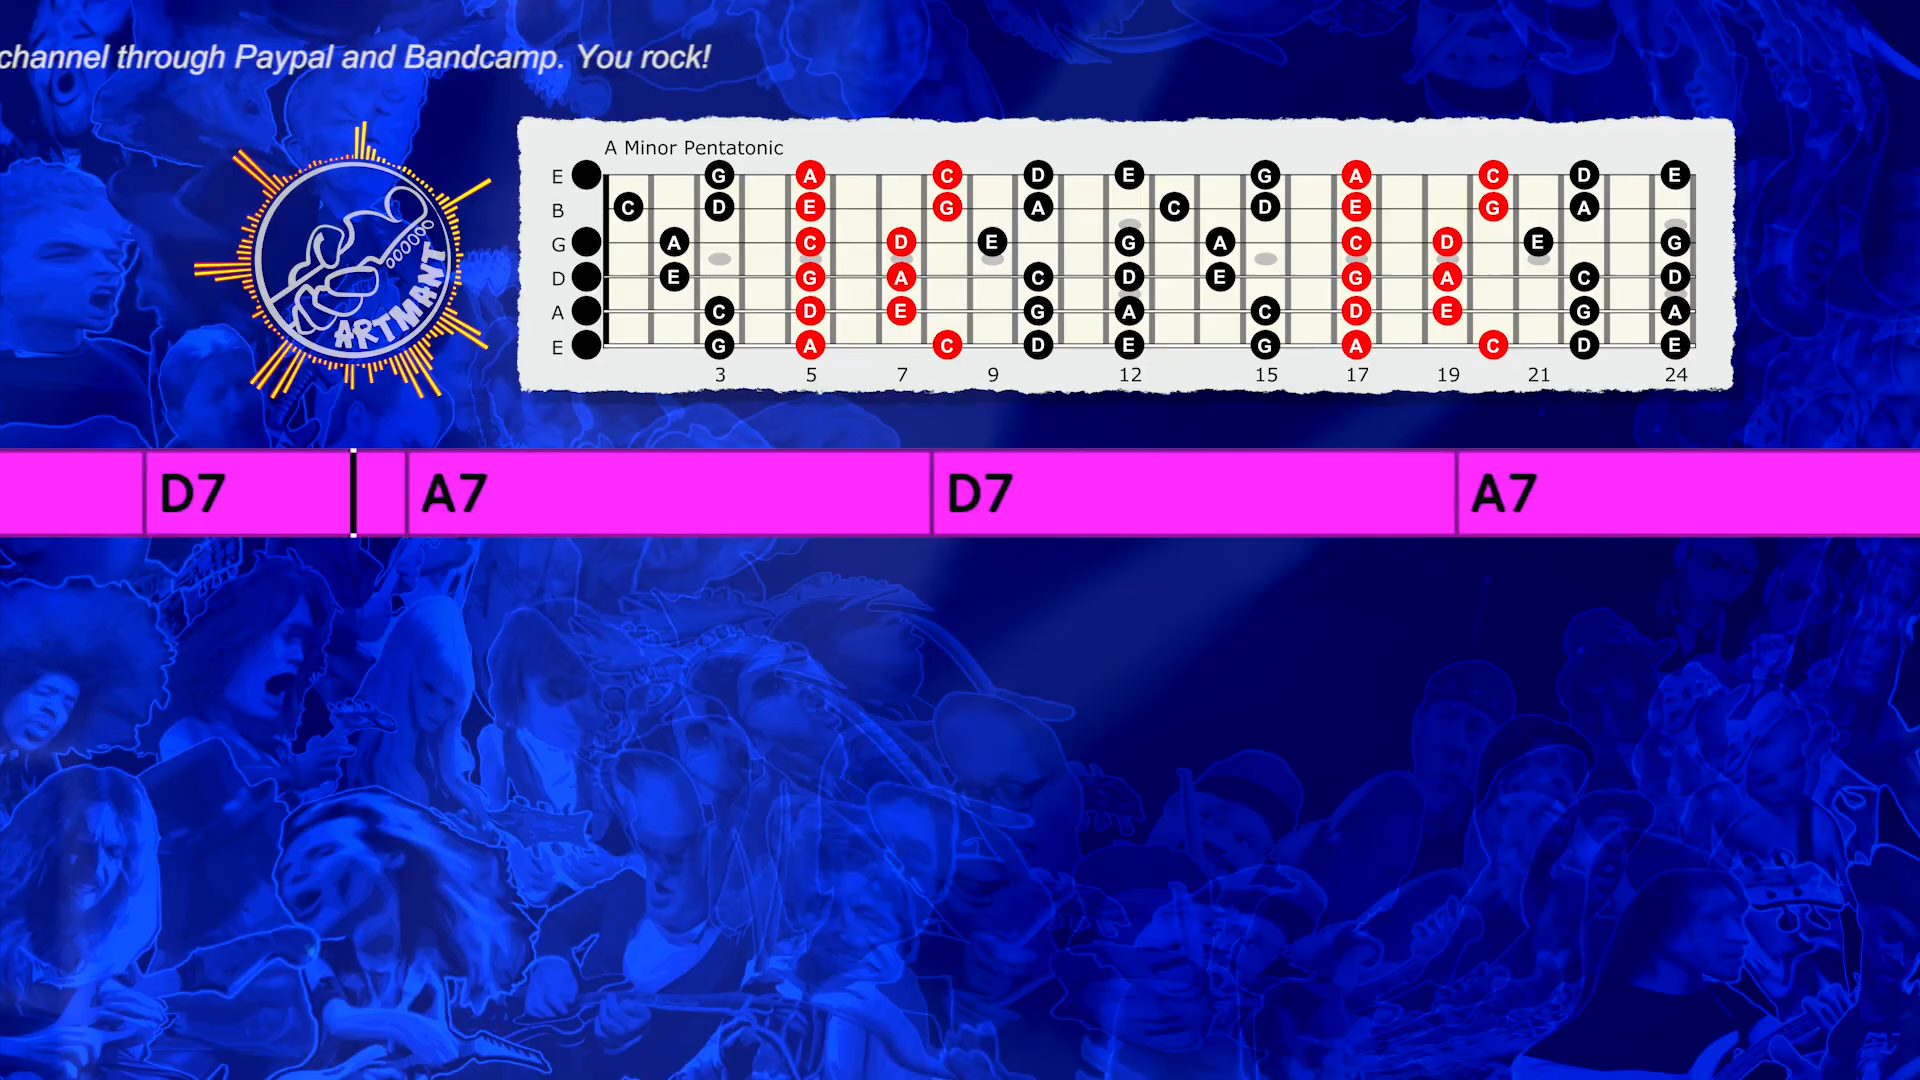 channel through Paypal and Bandcamp. You rock!
ARTMANT
A Minor Pentatonic
E G A C D E G A C D E
B C D E G A C D E G A
G A C D E G A C D E G
D E G A C D E G A C D
A C D E G A C D E G A
E G A C D E G A C D E
3 5 7 9 12 15 17 19 21 24
D7 A7 D7 A7